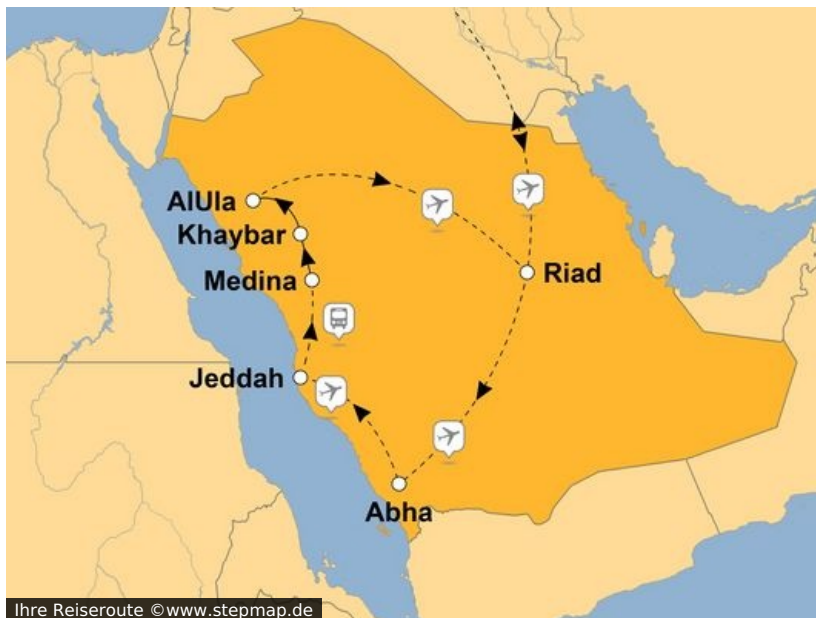 AlUla
Khaybar
Medina
Riad
Jeddah
Abha
Ihre Reiseroute ©www.stepmap.de